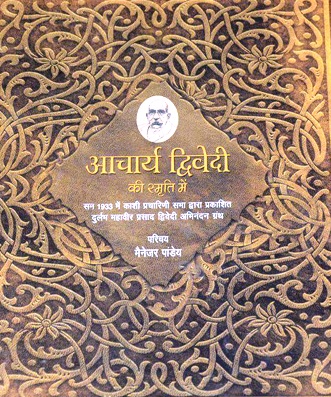 आचार्य द्विवेदी
की स्मृति में
सन 1933 में काशी प्रचारिणी सभा द्वारा प्रकाशित
दुर्लभ महावीर प्रसाद द्विवेदी अभिनंदन ग्रंथ
परिचय
मैनेजर पांडेय